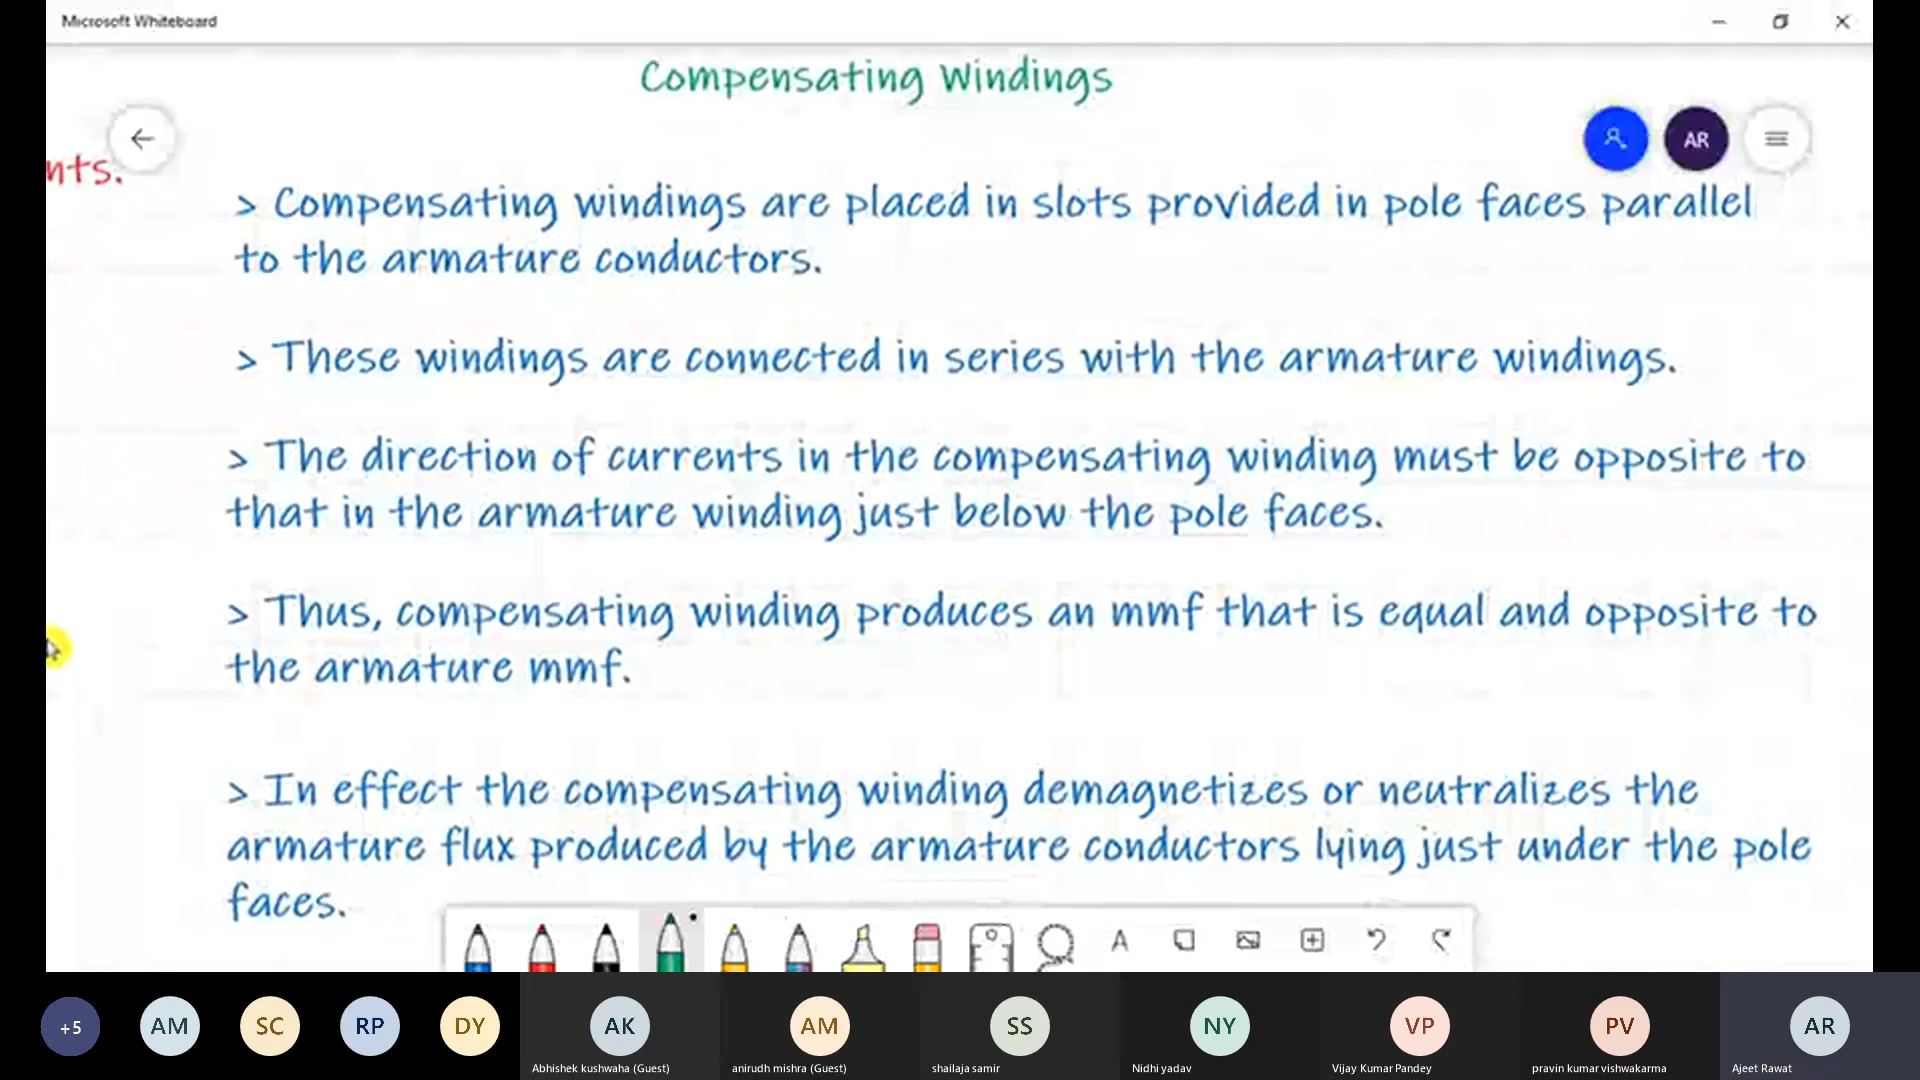 Microsoft Whiteboard
Compensating Windings
AR
nts.
> Compensating windings are placed in slots provided in pole faces parallel
to the armature conductors.
> These windings are connected in series with the armature windings.
> The direction of currents in the compensating winding must be opposite to
that in the armature winding just below the pole faces.
> Thus, compensating winding produces an mmf that is equal and opposite to
the armature mmf.
> In effect the compensating winding demagnetizes or neutralizes the
armature flux produced by the armature conductors lying just under the pole
faces.
A
+5 AM SC RP DY AK AM SS NY VP PV AR
Abhishek kushwaha (Guest) anirudh mishra (Guest) shailaja samir Nidhi yadav Vijay Kumar Pandey pravin kumar vishwakarma Ajeet Rawat